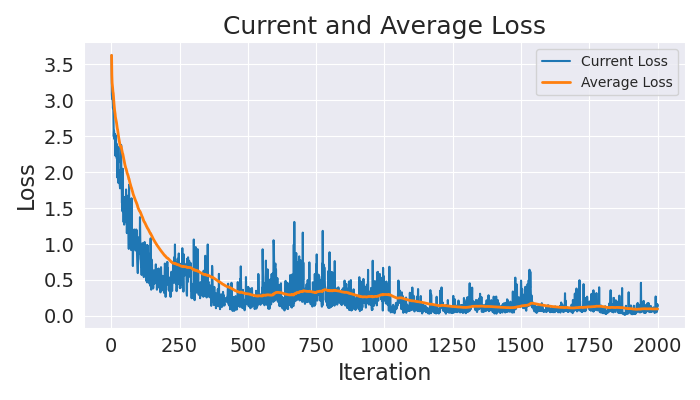 Current and Average Loss
Current Loss
Average Loss
3.5
3.0
2.5
2.0
1.5
1.0
0.5
0.0
Loss
0 250 500 750 1000 1250 1500 1750 2000
Iteration